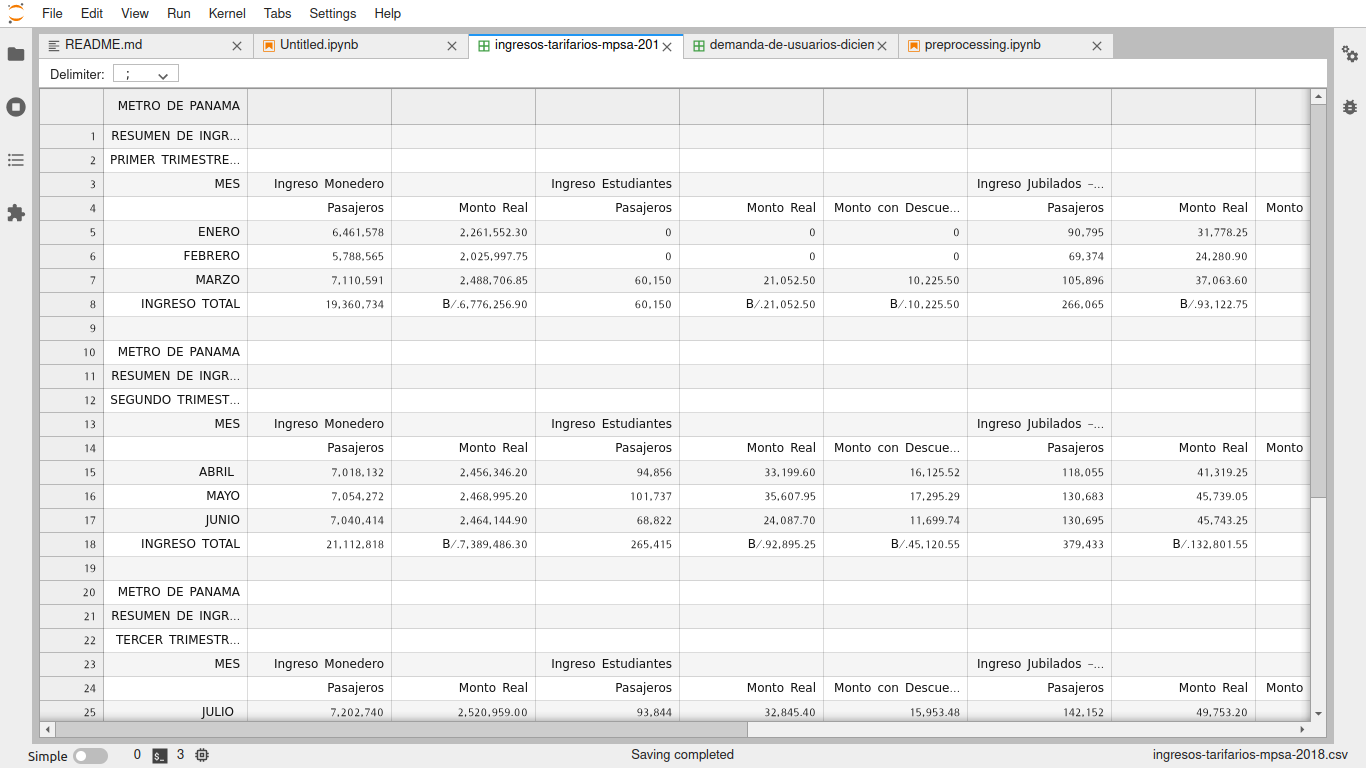 File Edit View Run Kernel Tabs Settings Help
README.md Untitled.ipynb ingresos-tarifarios-mpsa-201 demanda-de-usuarios-diciem preprocessing.ipynb
Delimiter: ;
METRO DE PANAMA
1 RESUMEN DE INGR...
2 PRIMER TRIMESTRE...
3 MES Ingreso Monedero Ingreso Estudiantes Ingreso Jubilados –...
4 Pasajeros Monto Real Pasajeros Monto Real Monto con Descue... Pasajeros Monto Real Monto
5 ENERO 6,461,578 2,261,552.30 0 0 0 90,795 31,778.25
6 FEBRERO 5,788,565 2,025,997.75 0 0 0 69,374 24,280.90
7 MARZO 7,110,591 2,488,706.85 60,150 21,052.50 10,225.50 105,896 37,063.60
8 INGRESO TOTAL 19,360,734 B/.6,776,256.90 60,150 B/.21,052.50 B/.10,225.50 266,065 B/.93,122.75
9
10 METRO DE PANAMA
11 RESUMEN DE INGR...
12 SEGUNDO TRIMEST...
13 MES Ingreso Monedero Ingreso Estudiantes Ingreso Jubilados –...
14 Pasajeros Monto Real Pasajeros Monto Real Monto con Descue... Pasajeros Monto Real Monto
15 ABRIL 7,018,132 2,456,346.20 94,856 33,199.60 16,125.52 118,055 41,319.25
16 MAYO 7,054,272 2,468,995.20 101,737 35,607.95 17,295.29 130,683 45,739.05
17 JUNIO 7,040,414 2,464,144.90 68,822 24,087.70 11,699.74 130,695 45,743.25
18 INGRESO TOTAL 21,112,818 B/.7,389,486.30 265,415 B/.92,895.25 B/.45,120.55 379,433 B/.132,801.55
19
20 METRO DE PANAMA
21 RESUMEN DE INGR...
22 TERCER TRIMESTR...
23 MES Ingreso Monedero Ingreso Estudiantes Ingreso Jubilados –...
24 Pasajeros Monto Real Pasajeros Monto Real Monto con Descue... Pasajeros Monto Real Monto
25 JULIO 7,202,740 2,520,959.00 93,844 32,845.40 15,953.48 142,152 49,753.20
Simple 0 $_ 3 Saving completed ingresos-tarifarios-mpsa-2018.csv